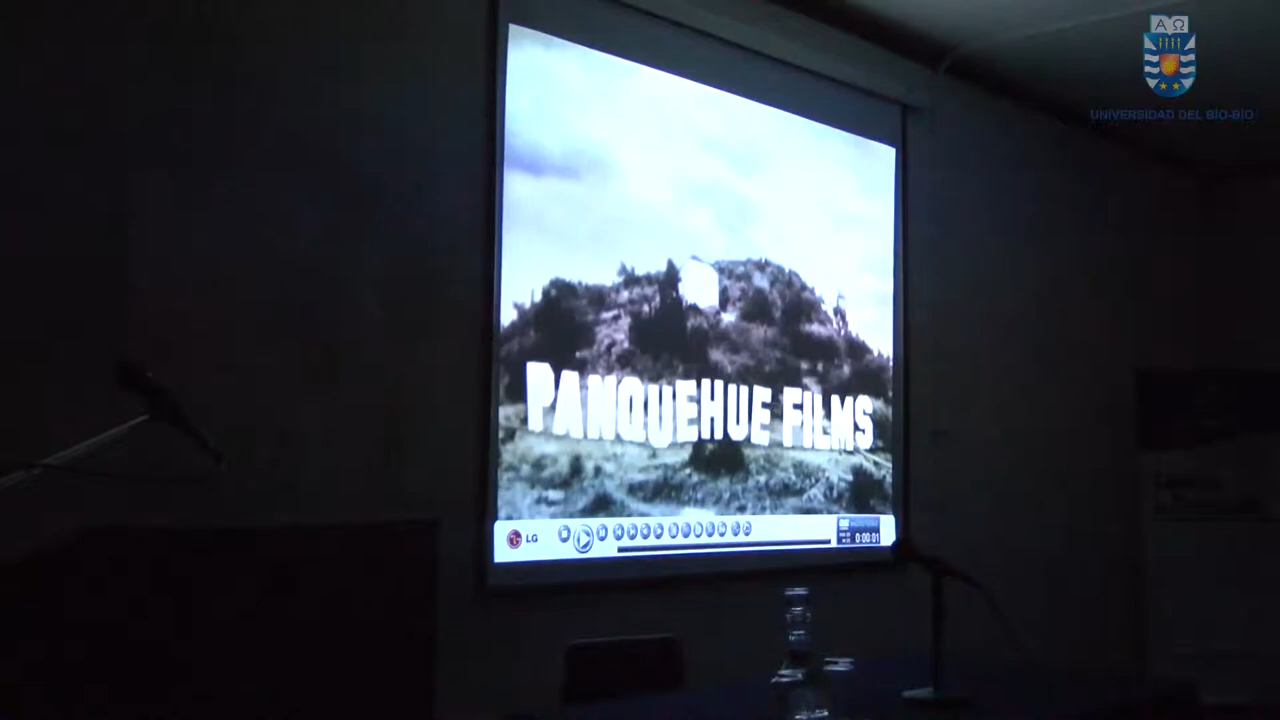 ΑΩ
UNIVERSIDAD DEL BÍO-BÍO
PANQUEHUE FILMS
LG
0:00:01